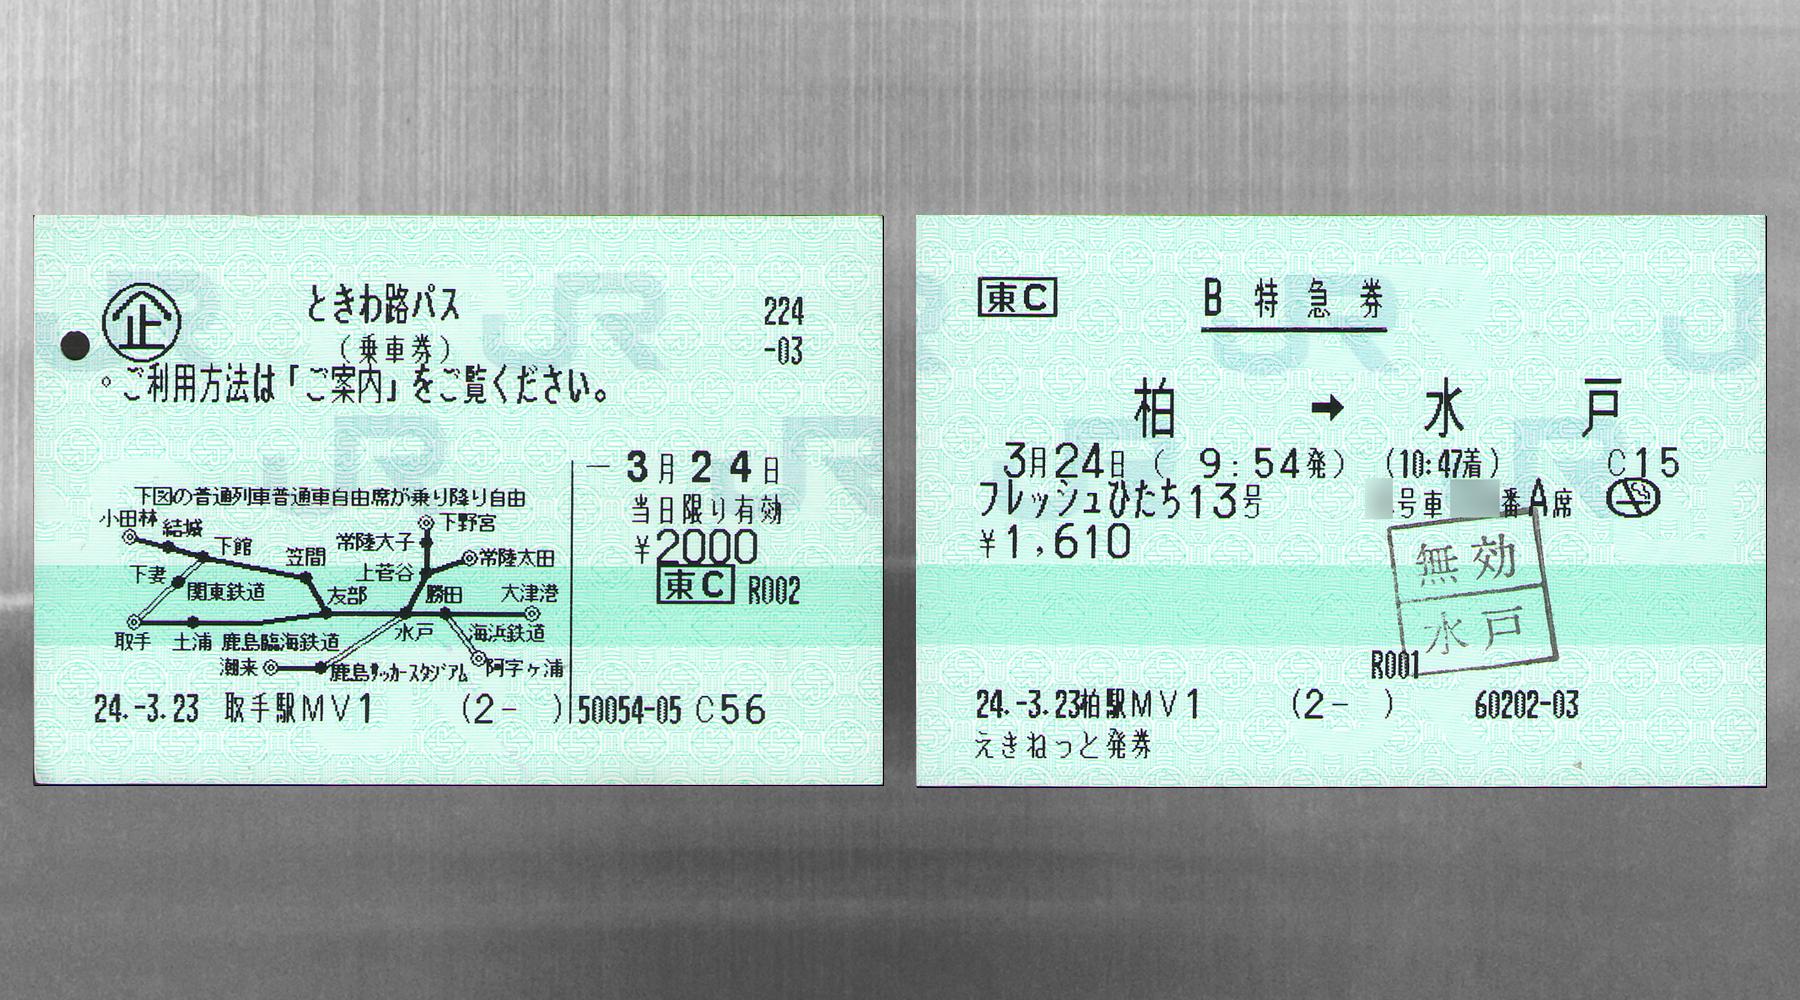 企
ときわ路パス
(乗車券)
224
-03
。ご利用方法は「ご案内」をご覧ください。
- 3月24日
当日限り有効
¥2000
東C R002
下図の普通列車普通車自由席が乗り降り自由
小田林
結城
下館
笠間
下野宮
常陸大子
常陸太田
上菅谷
下妻
関東鉄道
友部
勝田
大津港
取手
土浦
鹿島臨海鉄道
水戸
海浜鉄道
潮来
鹿島サッカースタジアム
阿字ヶ浦
24.-3.23 取手駅MV1 (2- ) 50054-05 C56
東C
B 特急券
柏 → 水戸
3月24日 ( 9:54発) (10:47着) C15
フレッシュひたち13号 号車 番A席
¥1,610
無効
水戸
R001
24.-3.23柏駅MV1 (2- ) 60202-03
えきねっと発券